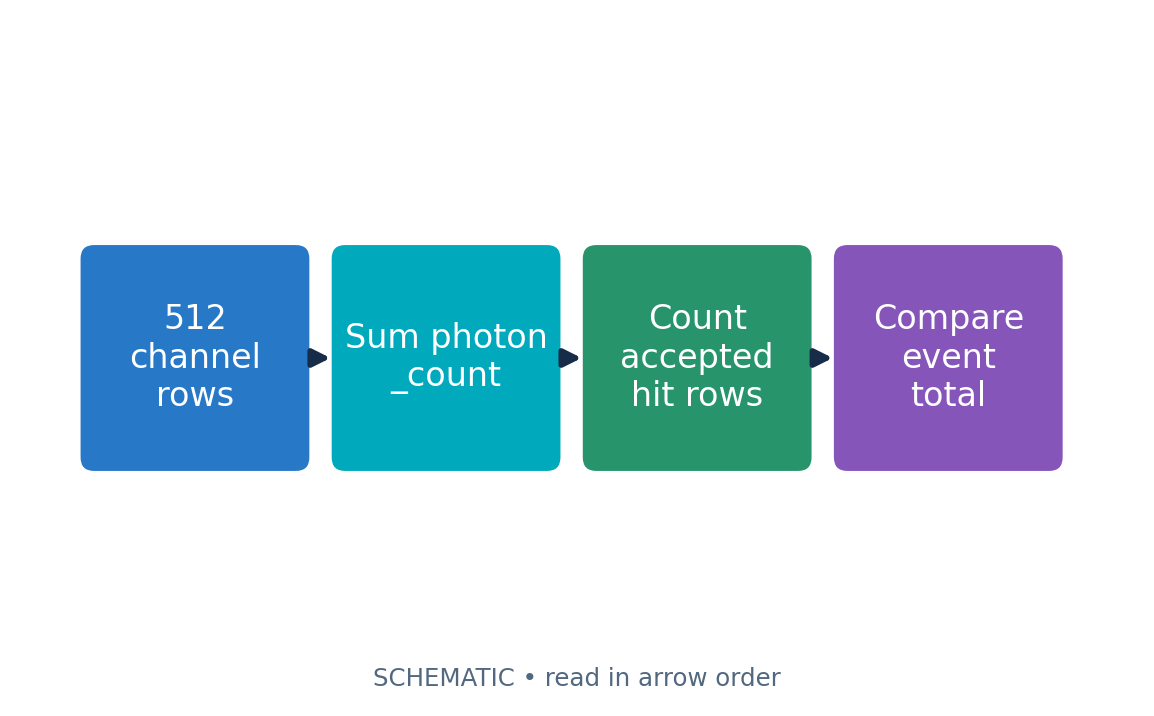 512
channel
rows
Sum photon
_count
Count
accepted
hit rows
Compare
event
total
SCHEMATIC • read in arrow order